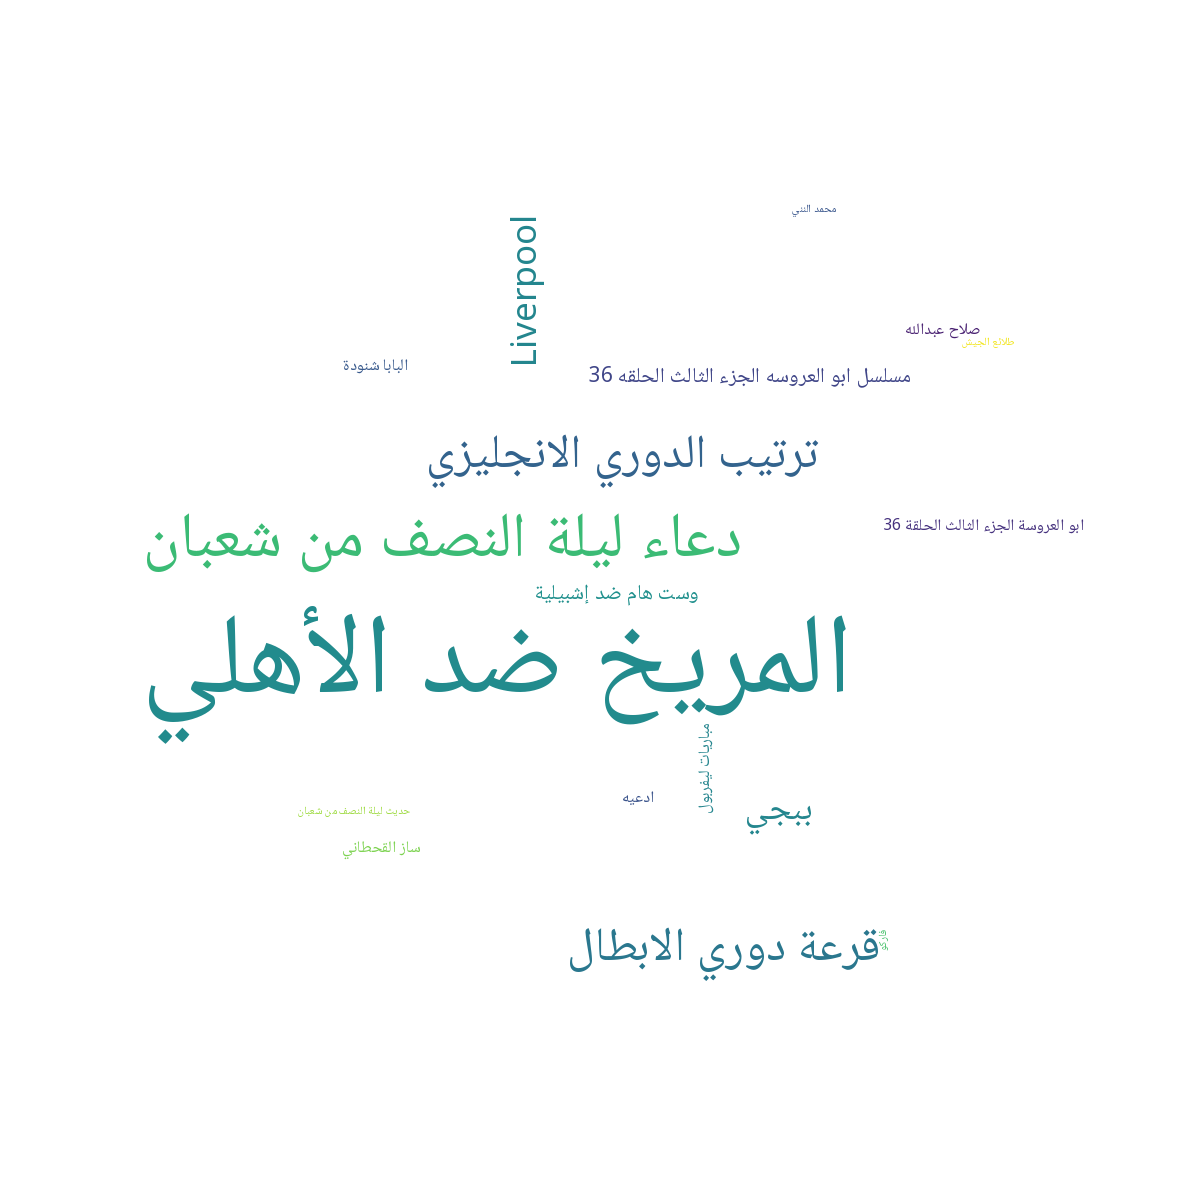 محمد النني
Liverpool
صلاح عبدالله
طلائع الجيش
البابا شنودة
مسلسل ابو العروسه الجزء الثالث الحلقه 36
ترتيب الدوري الانجليزي
ابو العروسة الجزء الثالث الحلقة 36
دعاء ليلة النصف من شعبان
وست هام ضد إشبيلية
المريخ ضد الأهلي
مباريات ليفربول
ادعيه
ببجي
حديث ليلة النصف من شعبان
ساز القحطاني
قرعة دوري الابطال
فاركو